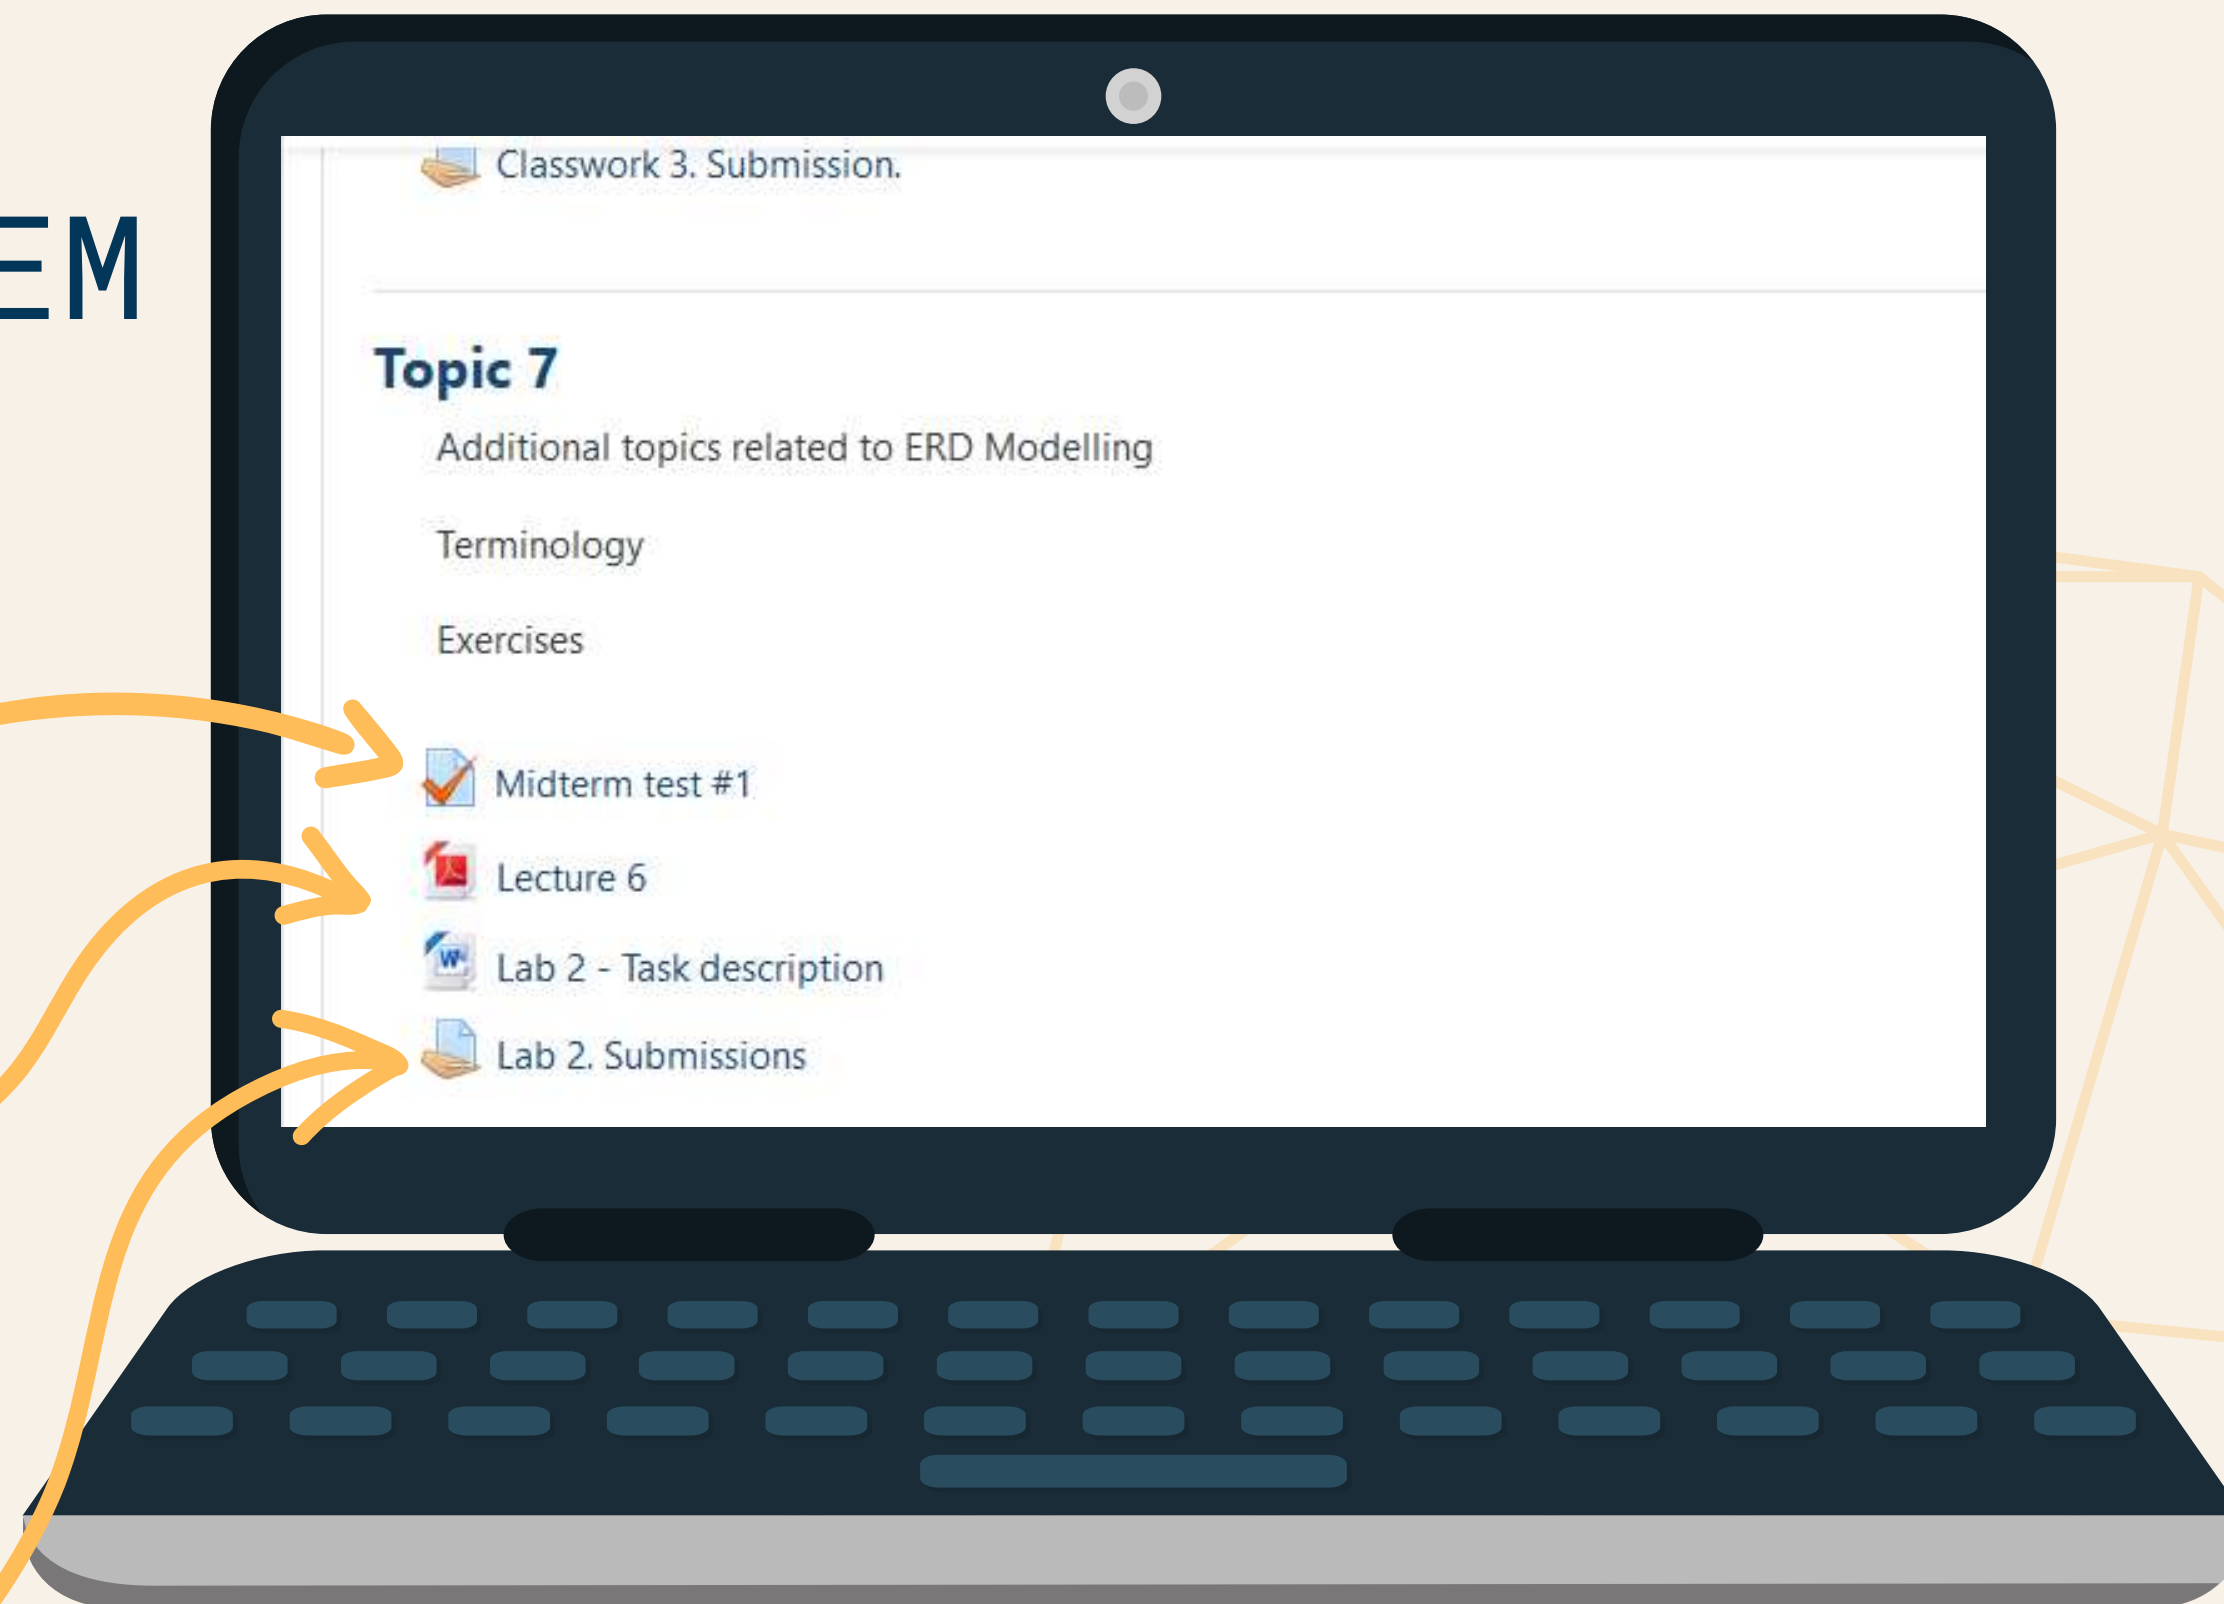 Classwork 3. Submission.
EM
Topic 7
Additional topics related to ERD Modelling
Terminology
Exercises
Midterm test #1
Lecture 6
Lab 2 - Task description
Lab 2. Submissions